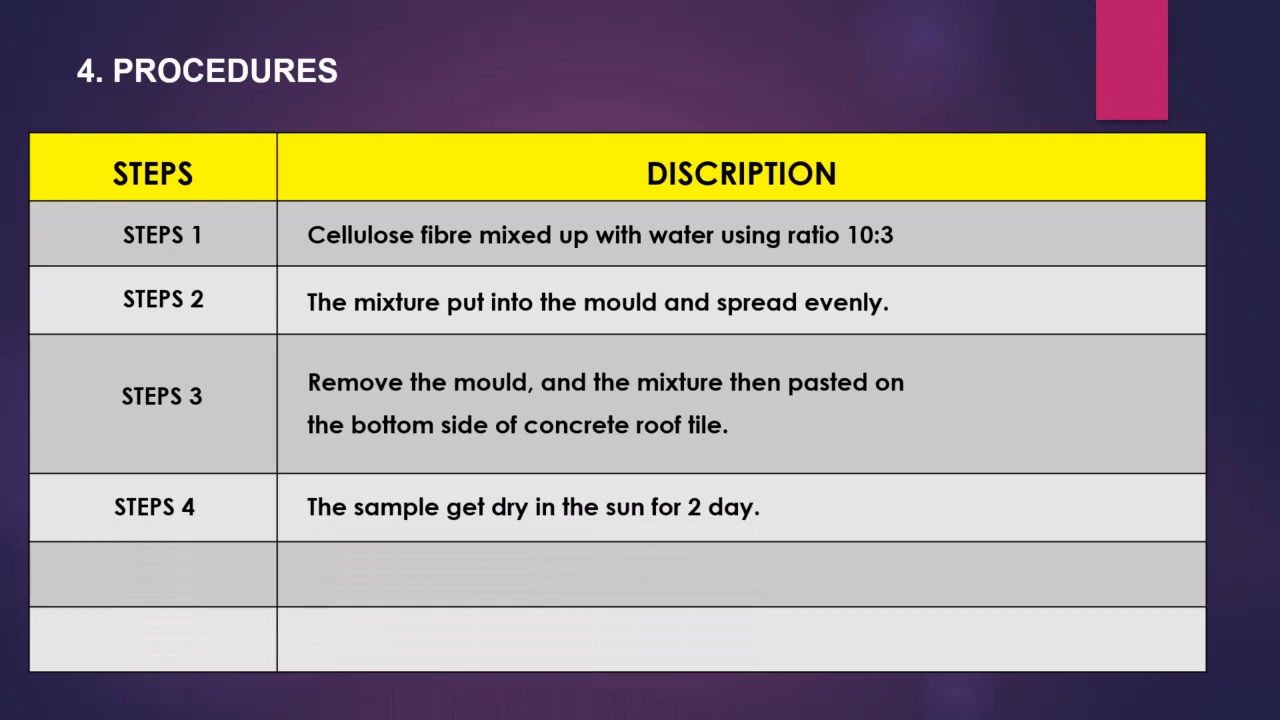 4. PROCEDURES
STEPS DISCRIPTION
STEPS 1 Cellulose fibre mixed up with water using ratio 10:3
STEPS 2 The mixture put into the mould and spread evenly.
STEPS 3 Remove the mould, and the mixture then pasted on
the bottom side of concrete roof tile.
STEPS 4 The sample get dry in the sun for 2 day.